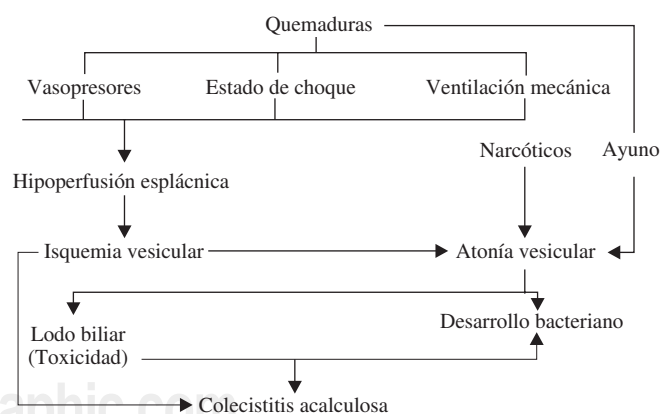 Quemaduras
Vasopresores Estado de choque Ventilación mecánica
Narcóticos Ayuno
Hipoperfusión esplácnica
Isquemia vesicular Atonía vesicular
Desarrollo bacteriano
Lodo biliar
(Toxicidad)
Colecistitis acalculosa